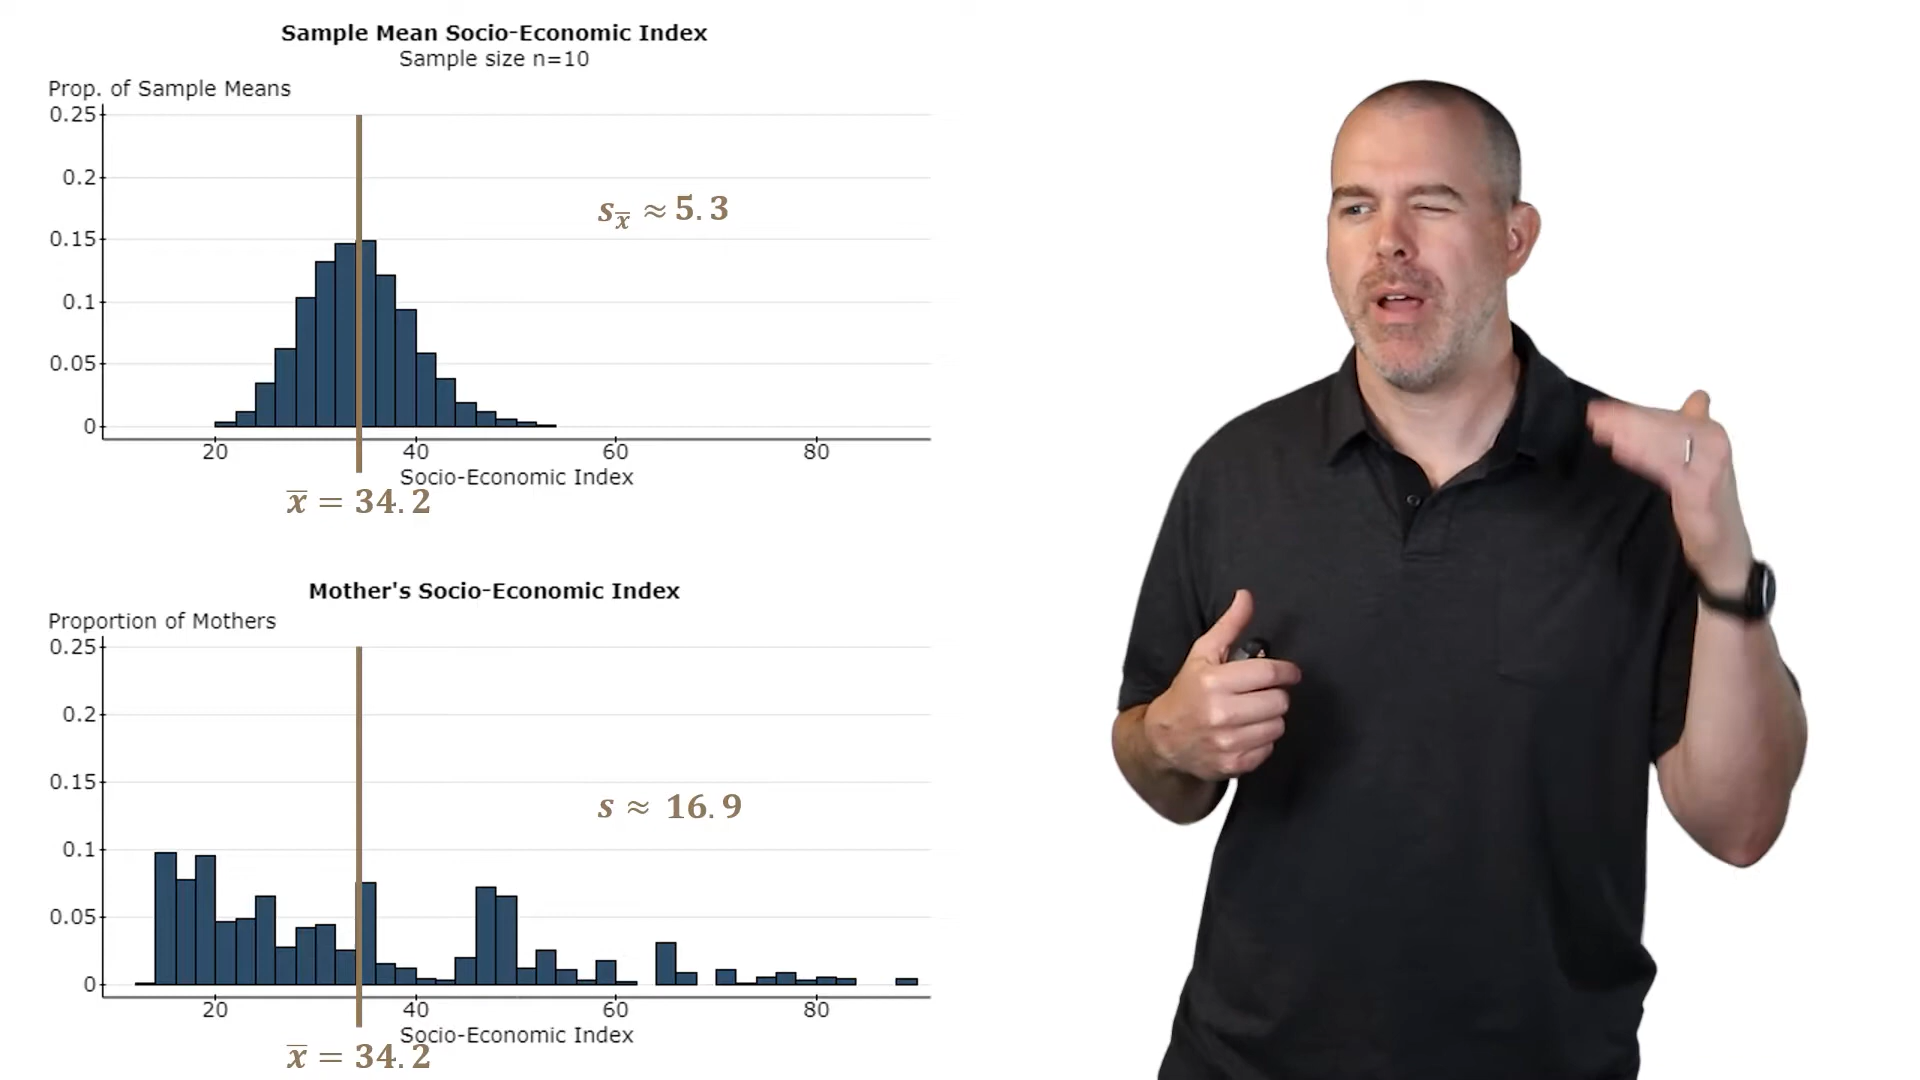 Sample Mean Socio-Economic Index
Sample size n=10
Prop. of Sample Means
0.25
0.2
0.15
0.1
0.05
0
s_x̅ ≈ 5.3
20 40 60 80
Socio-Economic Index
x̅ = 34.2
Mother's Socio-Economic Index
Proportion of Mothers
0.25
0.2
0.15
0.1
0.05
0
s ≈ 16.9
20 40 60 80
Socio-Economic Index
x̅ = 34.2